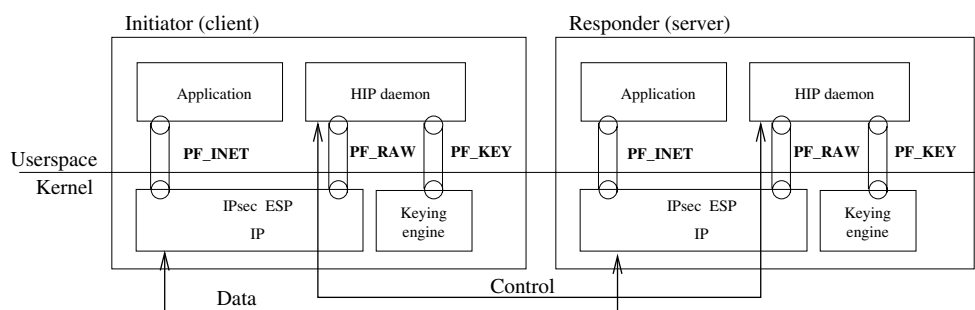 Initiator (client)
Responder (server)
Application
HIP daemon
Application
HIP daemon
PF_INET
PF_RAW
PF_KEY
PF_INET
PF_RAW
PF_KEY
Userspace
Kernel
IPsec ESP
IP
Keying
engine
IPsec ESP
IP
Keying
engine
Data
Control